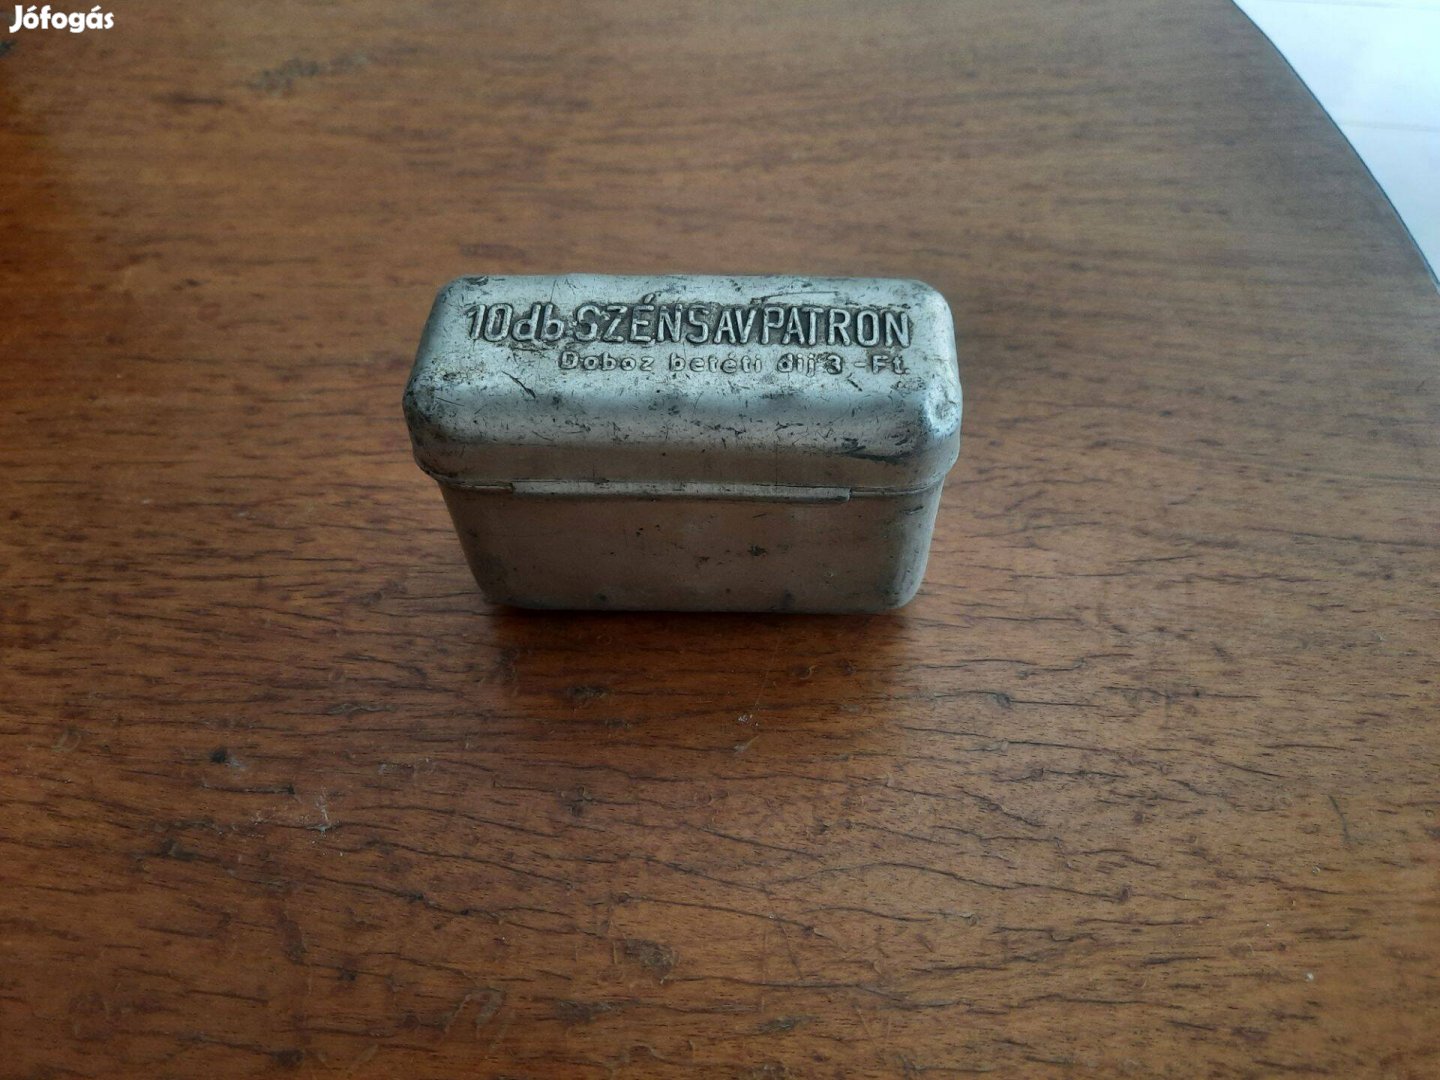 Jófogás
10db SZÉNSAVPATRON
Doboz betéti díj 3.-Ft.